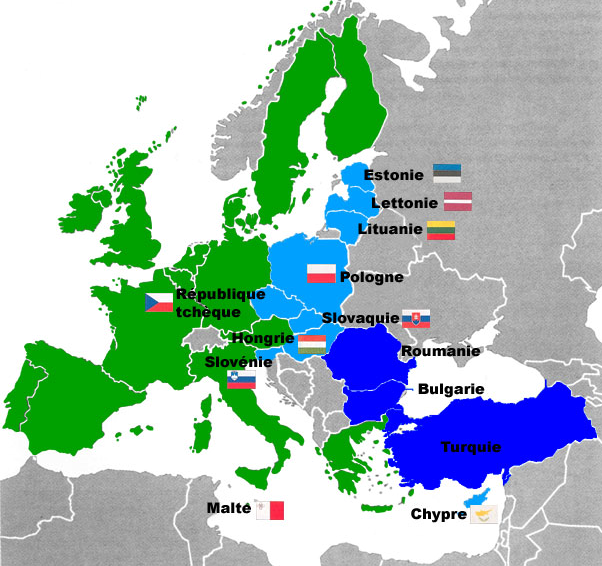 Estonie
Lettonie
Lituanie
Pologne
République
tchèque
Slovaquie
Hongrie
Roumanie
Slovénie
Bulgarie
Turquie
Malte
Chypre